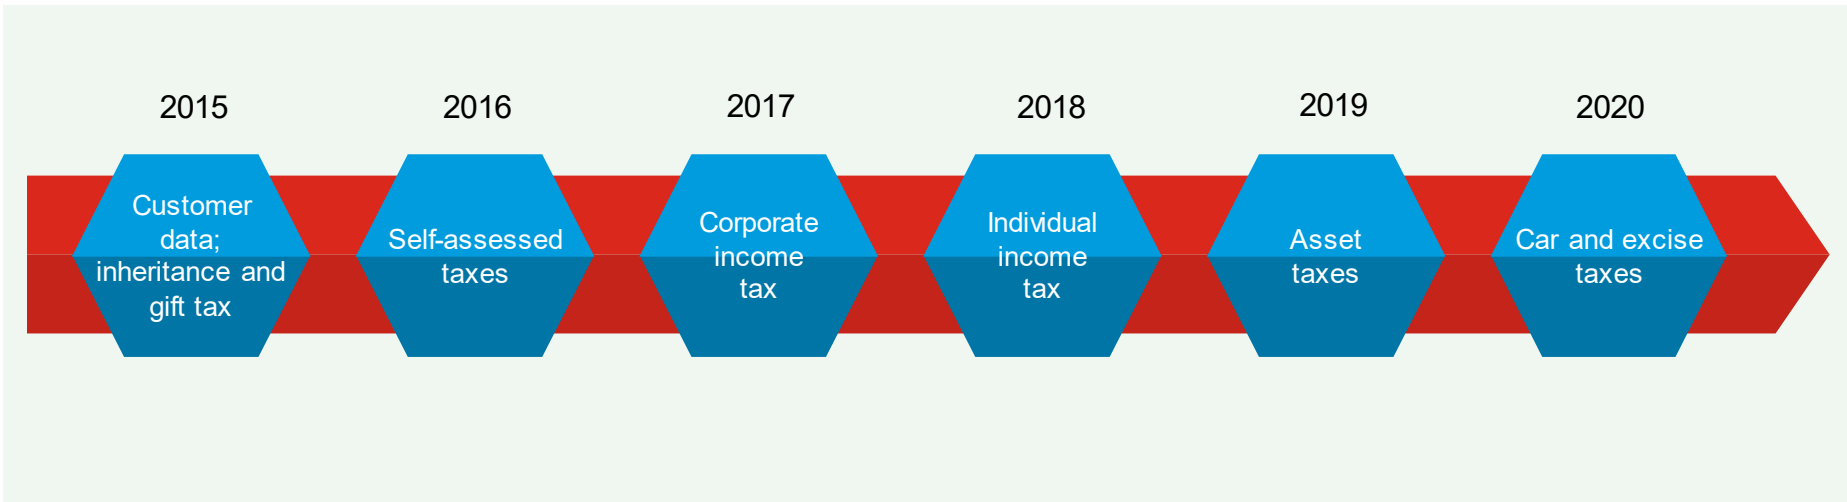 2015
2016
2017
2018
2019
2020
Customer
data;
inheritance and
gift tax
Self-assessed
taxes
Corporate
income
tax
Individual
income
tax
Asset
taxes
Car and excise
taxes